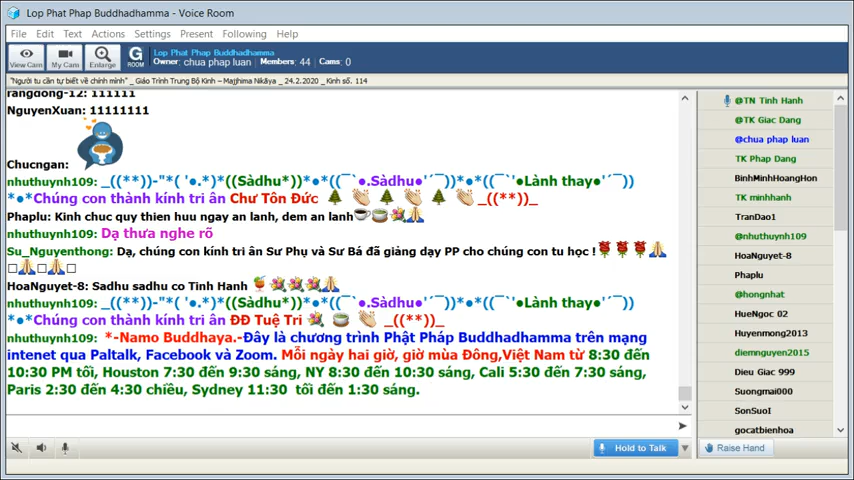 Lop Phat Phap Buddhadhamma - Voice Room
File Edit Text Actions Settings Present Following Help
View Cam My Cam Enlarge G ROOM
Lop Phat Phap Buddhadhamma
Owner: chua phap luan Members: 44 Cams: 0
"Người tu cần tự biết về chính mình" _ Giáo Trình Trung Bộ Kinh – Majjhima Nikāya _ 24.2.2020 _ Kinh số. 114
rangdong-12: 111111
NguyenXuan: 11111111
Chucngan:
nhuthuynh109: _((**))-"*( '●.*)●((Sàdhu*))*●*((¯`●.Sàdhu●'´¯))*●*((¯`'●Lành thay●'´¯))
*●*Chúng con thành kính tri ân Chư Tôn Đức _((**))_
Phaplu: Kinh chuc quy thien huu ngay an lanh, dem an lanh
nhuthuynh109: Dạ thưa nghe rõ
Su_Nguyenthong: Dạ, chúng con kính tri ân Sư Phụ và Sư Bá đã giảng dạy PP cho chúng con tu học !
HoaNguyet-8: Sadhu sadhu co Tinh Hanh
nhuthuynh109: _((**))-"*( '●.*)●((Sàdhu*))*●*((¯`●.Sàdhu●'´¯))*●*((¯`'●Lành thay●'´¯))
*●*Chúng con thành kính tri ân ĐĐ Tuệ Tri _((**))_
nhuthuynh109: *-Namo Buddhaya.-Đây là chương trình Phật Pháp Buddhadhamma trên mạng
intenet qua Paltalk, Facebook và Zoom. Mỗi ngày hai giờ, giờ mùa Đông,Việt Nam từ 8:30 đến
10:30 PM tối, Houston 7:30 đến 9:30 sáng, NY 8:30 đến 10:30 sáng, Cali 5:30 đến 7:30 sáng,
Paris 2:30 đến 4:30 chiều, Sydney 11:30 tối đến 1:30 sáng.
Hold to Talk
@TN Tinh Hanh
@TK Giac Dang
@chua phap luan
TK Phap Dang
BinhMinhHoangHon
TK minhhanh
TranDao1
@nhuthuynh109
HoaNguyet-8
Phaplu
@hongnhat
HueNgoc 02
Huyenmong2013
diemnguyen2015
Dieu Giac 999
Suongmai000
SonSuoI
gocatbienhoa
Raise Hand